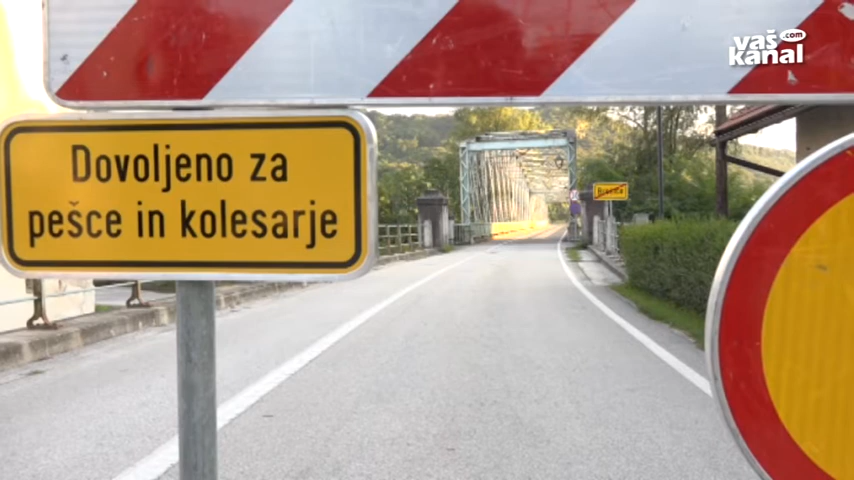 vaš
.com
kanal
Dovoljeno za
pešce in kolesarje